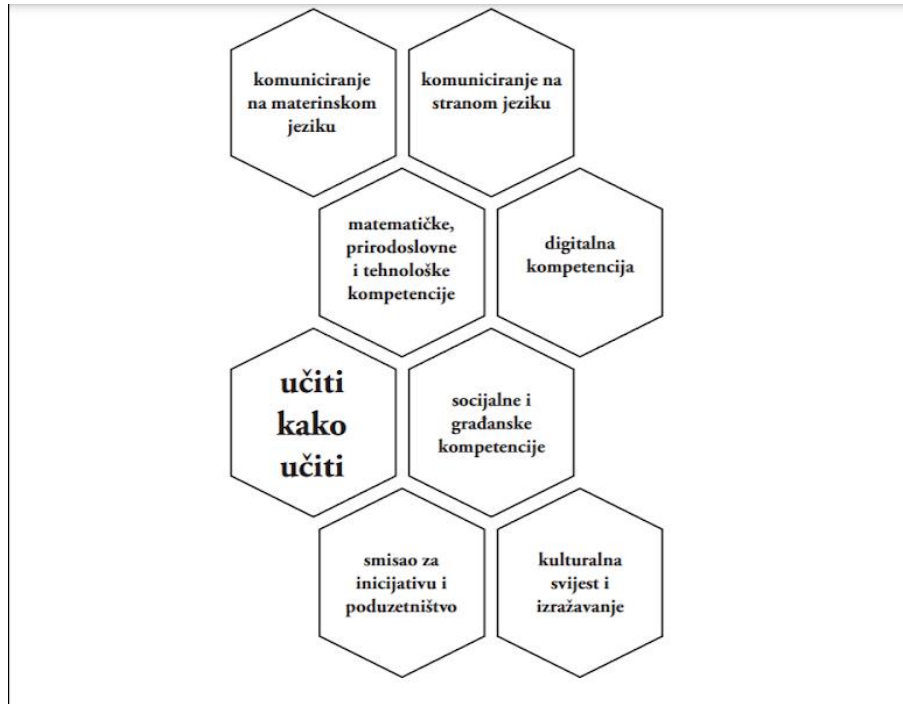 komuniciranje
na materinskom
jeziku
komuniciranje na
stranom jeziku
matematičke,
prirodoslovne
i tehnološke
kompetencije
digitalna
kompetencija
učiti
kako
učiti
socijalne i
građanske
kompetencije
smisao za
inicijativu i
poduzetništvo
kulturalna
svijest i
izražavanje